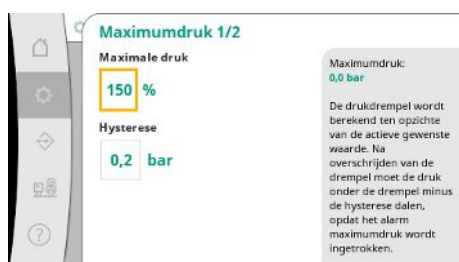 Maximumdruk 1/2
Maximale druk
150 %
Hysterese
0,2 bar
Maximumdruk:
0,0 bar
De drukdrempel wordt
berekend ten opzichte
van de actieve gewenste
waarde. Na
overschrijden van de
drempel moet de druk
onder de drempel minus
de hysterese dalen,
opdat het alarm
maximumdruk wordt
ingetrokken.
?